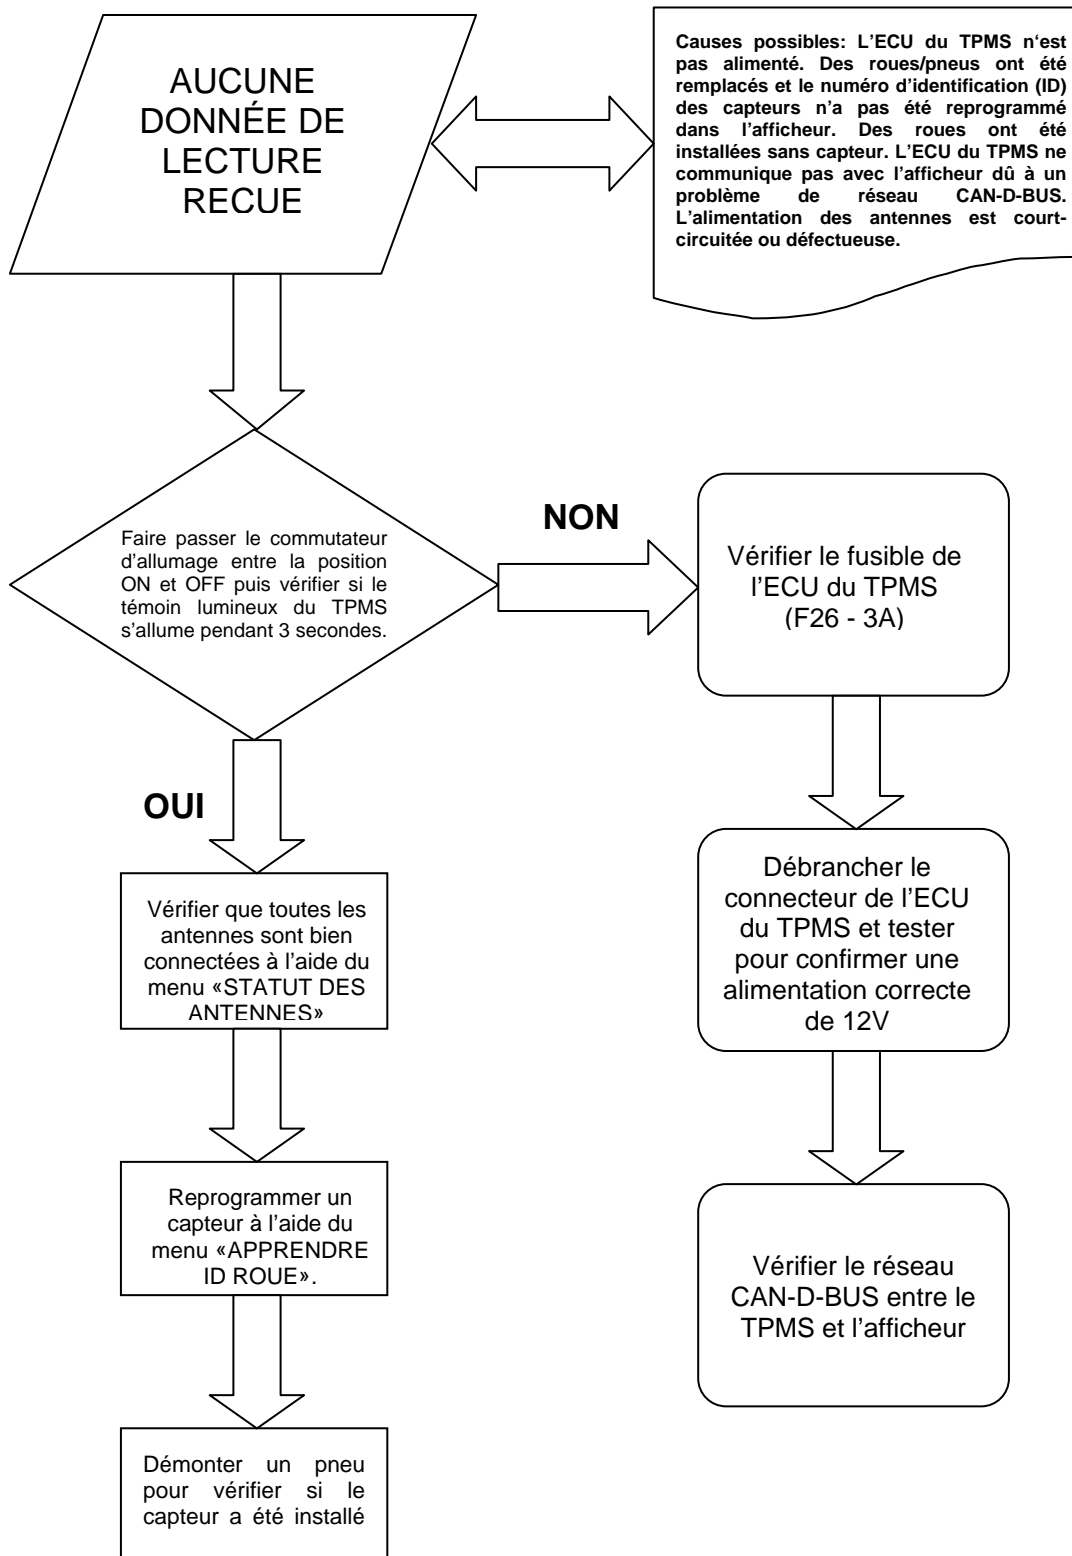 AUCUNE
DONNÉE DE
LECTURE
RECUE
Causes possibles: L'ECU du TPMS n'est
pas alimenté. Des roues/pneus ont été
remplacés et le numéro d'identification (ID)
des capteurs n'a pas été reprogrammé
dans l'afficheur. Des roues ont été
installées sans capteur. L'ECU du TPMS ne
communique pas avec l'afficheur dû à un
problème de réseau CAN-D-BUS.
L'alimentation des antennes est court-
circuitée ou défectueuse.
Faire passer le commutateur
d'allumage entre la position
ON et OFF puis vérifier si le
témoin lumineux du TPMS
s'allume pendant 3 secondes.
NON
Vérifier le fusible de
l'ECU du TPMS
(F26 - 3A)
OUI
Débrancher le
connecteur de l'ECU
du TPMS et tester
pour confirmer une
alimentation correcte
de 12V
Vérifier que toutes les
antennes sont bien
connectées à l'aide du
menu «STATUT DES
ANTENNES»
Reprogrammer un
capteur à l'aide du
menu «APPRENDRE
ID ROUE».
Vérifier le réseau
CAN-D-BUS entre le
TPMS et l'afficheur
Démonter un pneu
pour vérifier si le
capteur a été installé